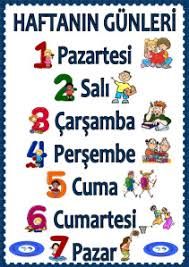 HAFTANIN GÜNLERİ
1 Pazartesi
2 Salı
3 Çarşamba
4 Perşembe
5 Cuma
6 Cumartesi
7 Pazar